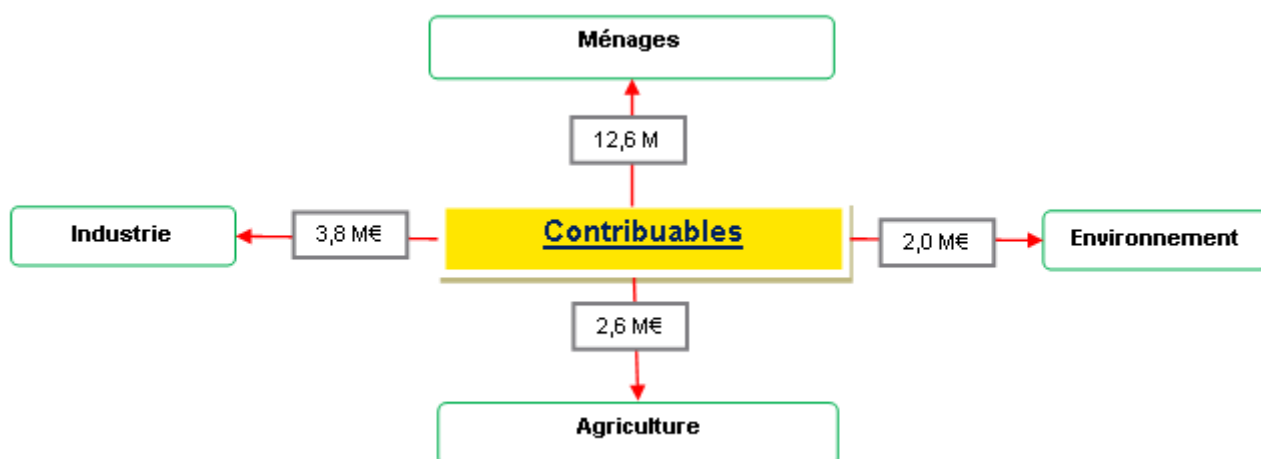 Ménages
12,6 M
Industrie
3,8 M€
Contribuables
2,0 M€
Environnement
2,6 M€
Agriculture